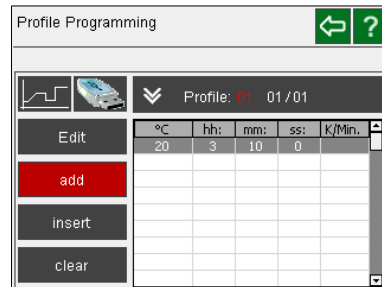 Profile Programming
?
Profile: 01 01/01
Edit
add
insert
clear
°C hh: mm: ss: K/Min.
20 3 10 0